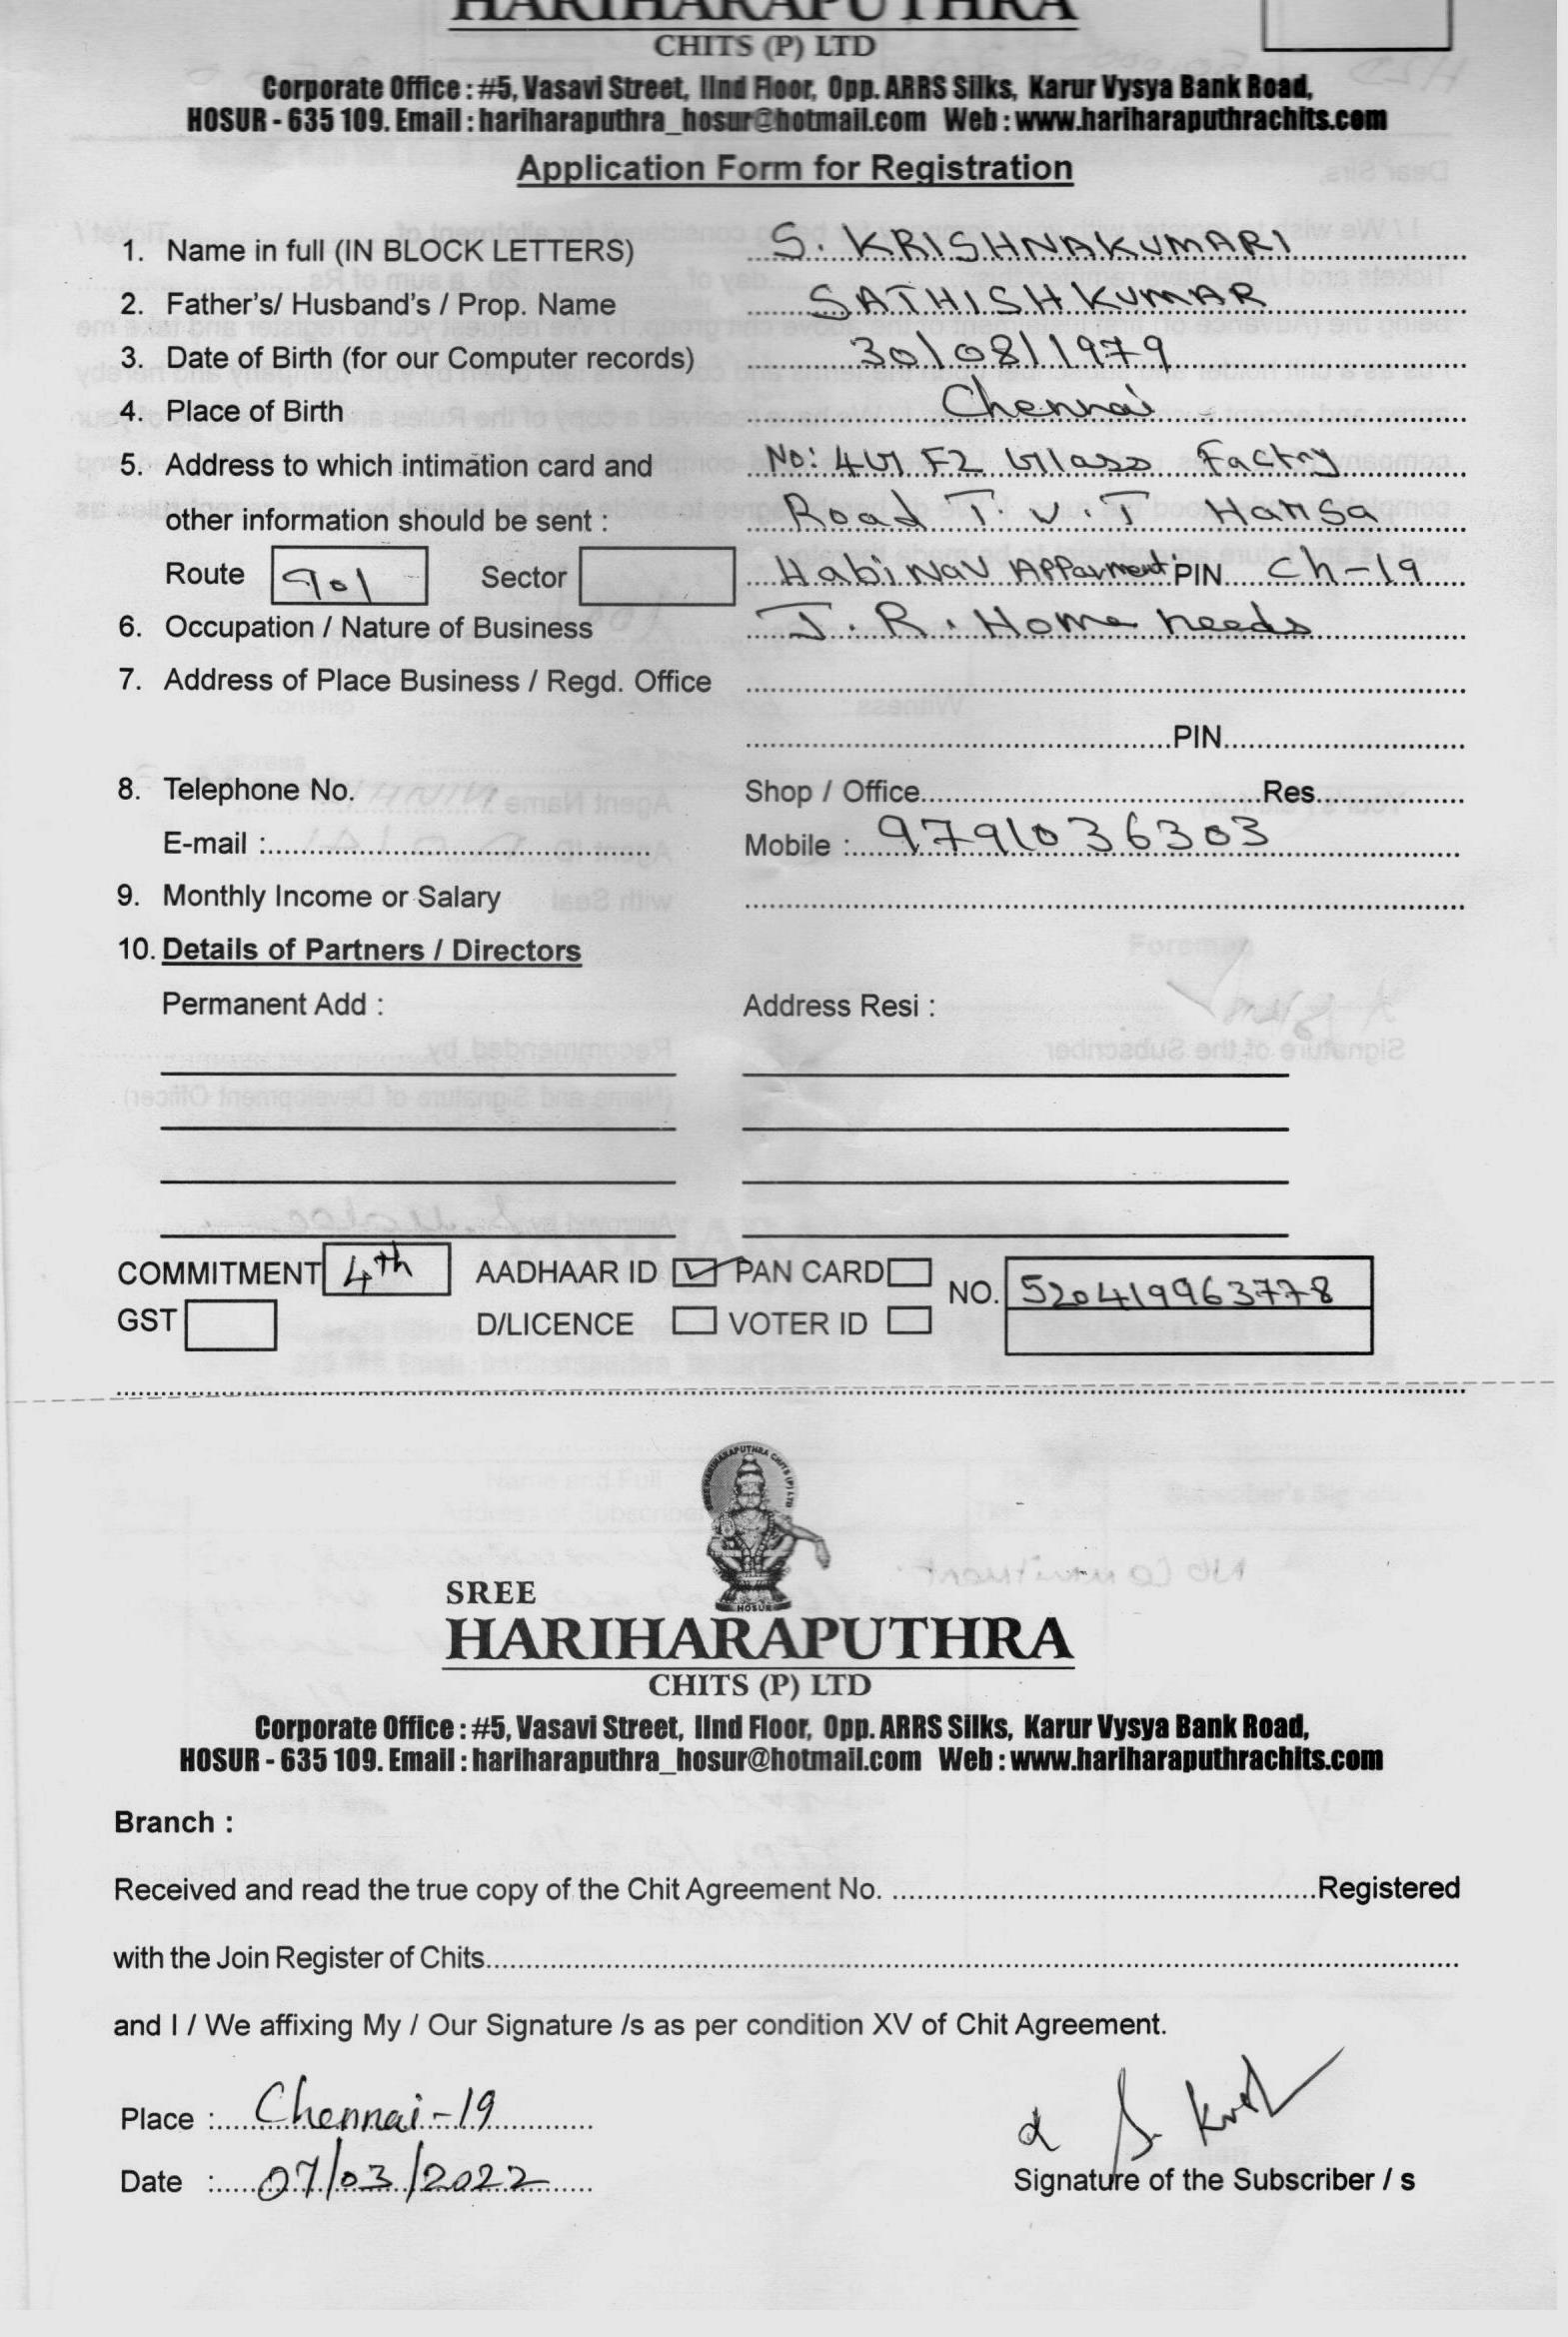 HARIHARAPUTHRA
CHITS (P) LTD
Corporate Office : #5, Vasavi Street, IInd Floor, Opp. ARRS Silks, Karur Vysya Bank Road,
HOSUR - 635 109. Email : hariharaputhra_hosur@hotmail.com Web : www.hariharaputhrachits.com
Application Form for Registration
1. Name in full (IN BLOCK LETTERS) S. KRISHNAKUMARI
2. Father's/ Husband's / Prop. Name SATHISH KUMAR
3. Date of Birth (for our Computer records) 30/08/1979
4. Place of Birth Chennai
5. Address to which intimation card and No: 4G1 F2 Glass Factry
other information should be sent : Road T. V. T Hansa
Route 901 Sector Habinav Apparment PIN Ch-19
6. Occupation / Nature of Business J. R. Home needs
7. Address of Place Business / Regd. Office
PIN
8. Telephone No. Shop / Office Res.
E-mail : Mobile : 9791036303
9. Monthly Income or Salary
10. Details of Partners / Directors
Permanent Add : Address Resi :
COMMITMENT 4th AADHAAR ID PAN CARD NO. 520419963778
GST D/LICENCE VOTER ID
SREE HARIHARAPUTHRA CHITS (P) LTD
HOSUR
SREE
HARIHARAPUTHRA
CHITS (P) LTD
Corporate Office : #5, Vasavi Street, IInd Floor, Opp. ARRS Silks, Karur Vysya Bank Road,
HOSUR - 635 109. Email : hariharaputhra_hosur@hotmail.com Web : www.hariharaputhrachits.com
Branch :
Received and read the true copy of the Chit Agreement No. Registered
with the Join Register of Chits
and I / We affixing My / Our Signature /s as per condition XV of Chit Agreement.
Place : Chennai-19
Date : 07/03/2022
Signature of the Subscriber / s